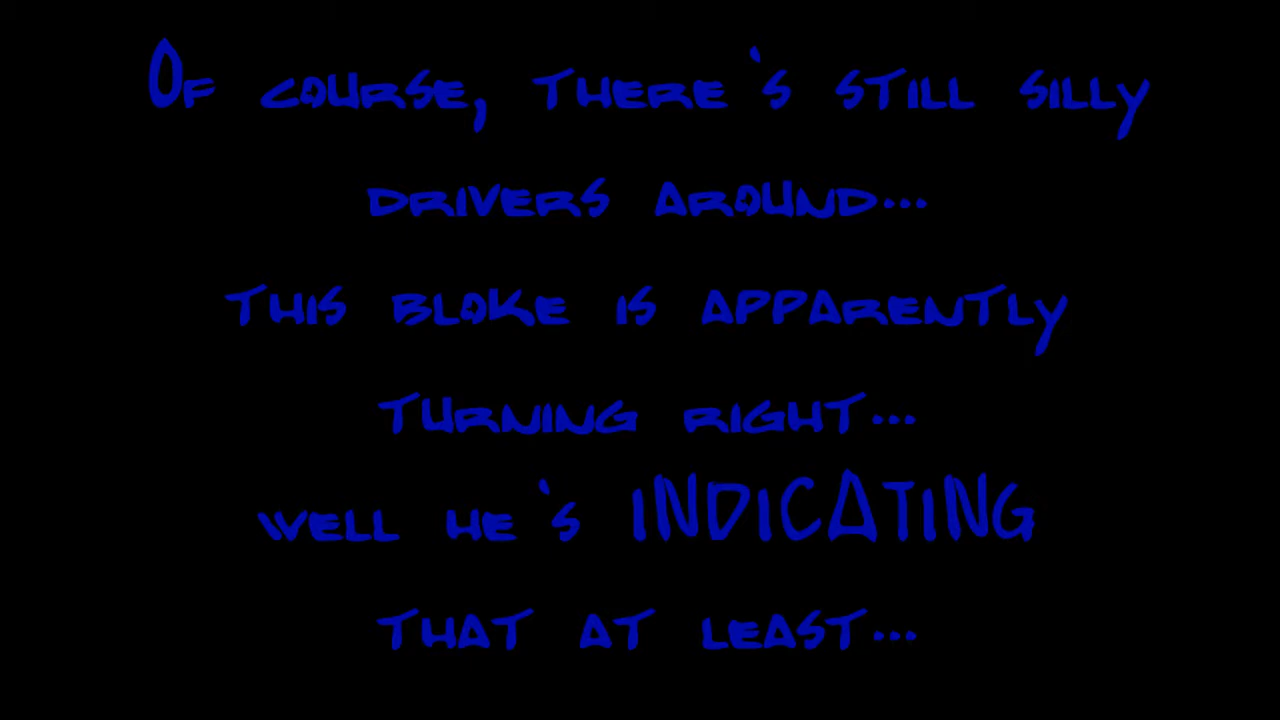 Of course, there's still silly
drivers around...
this bloke is apparently
turning right...
well he's INDICATING
that at least...